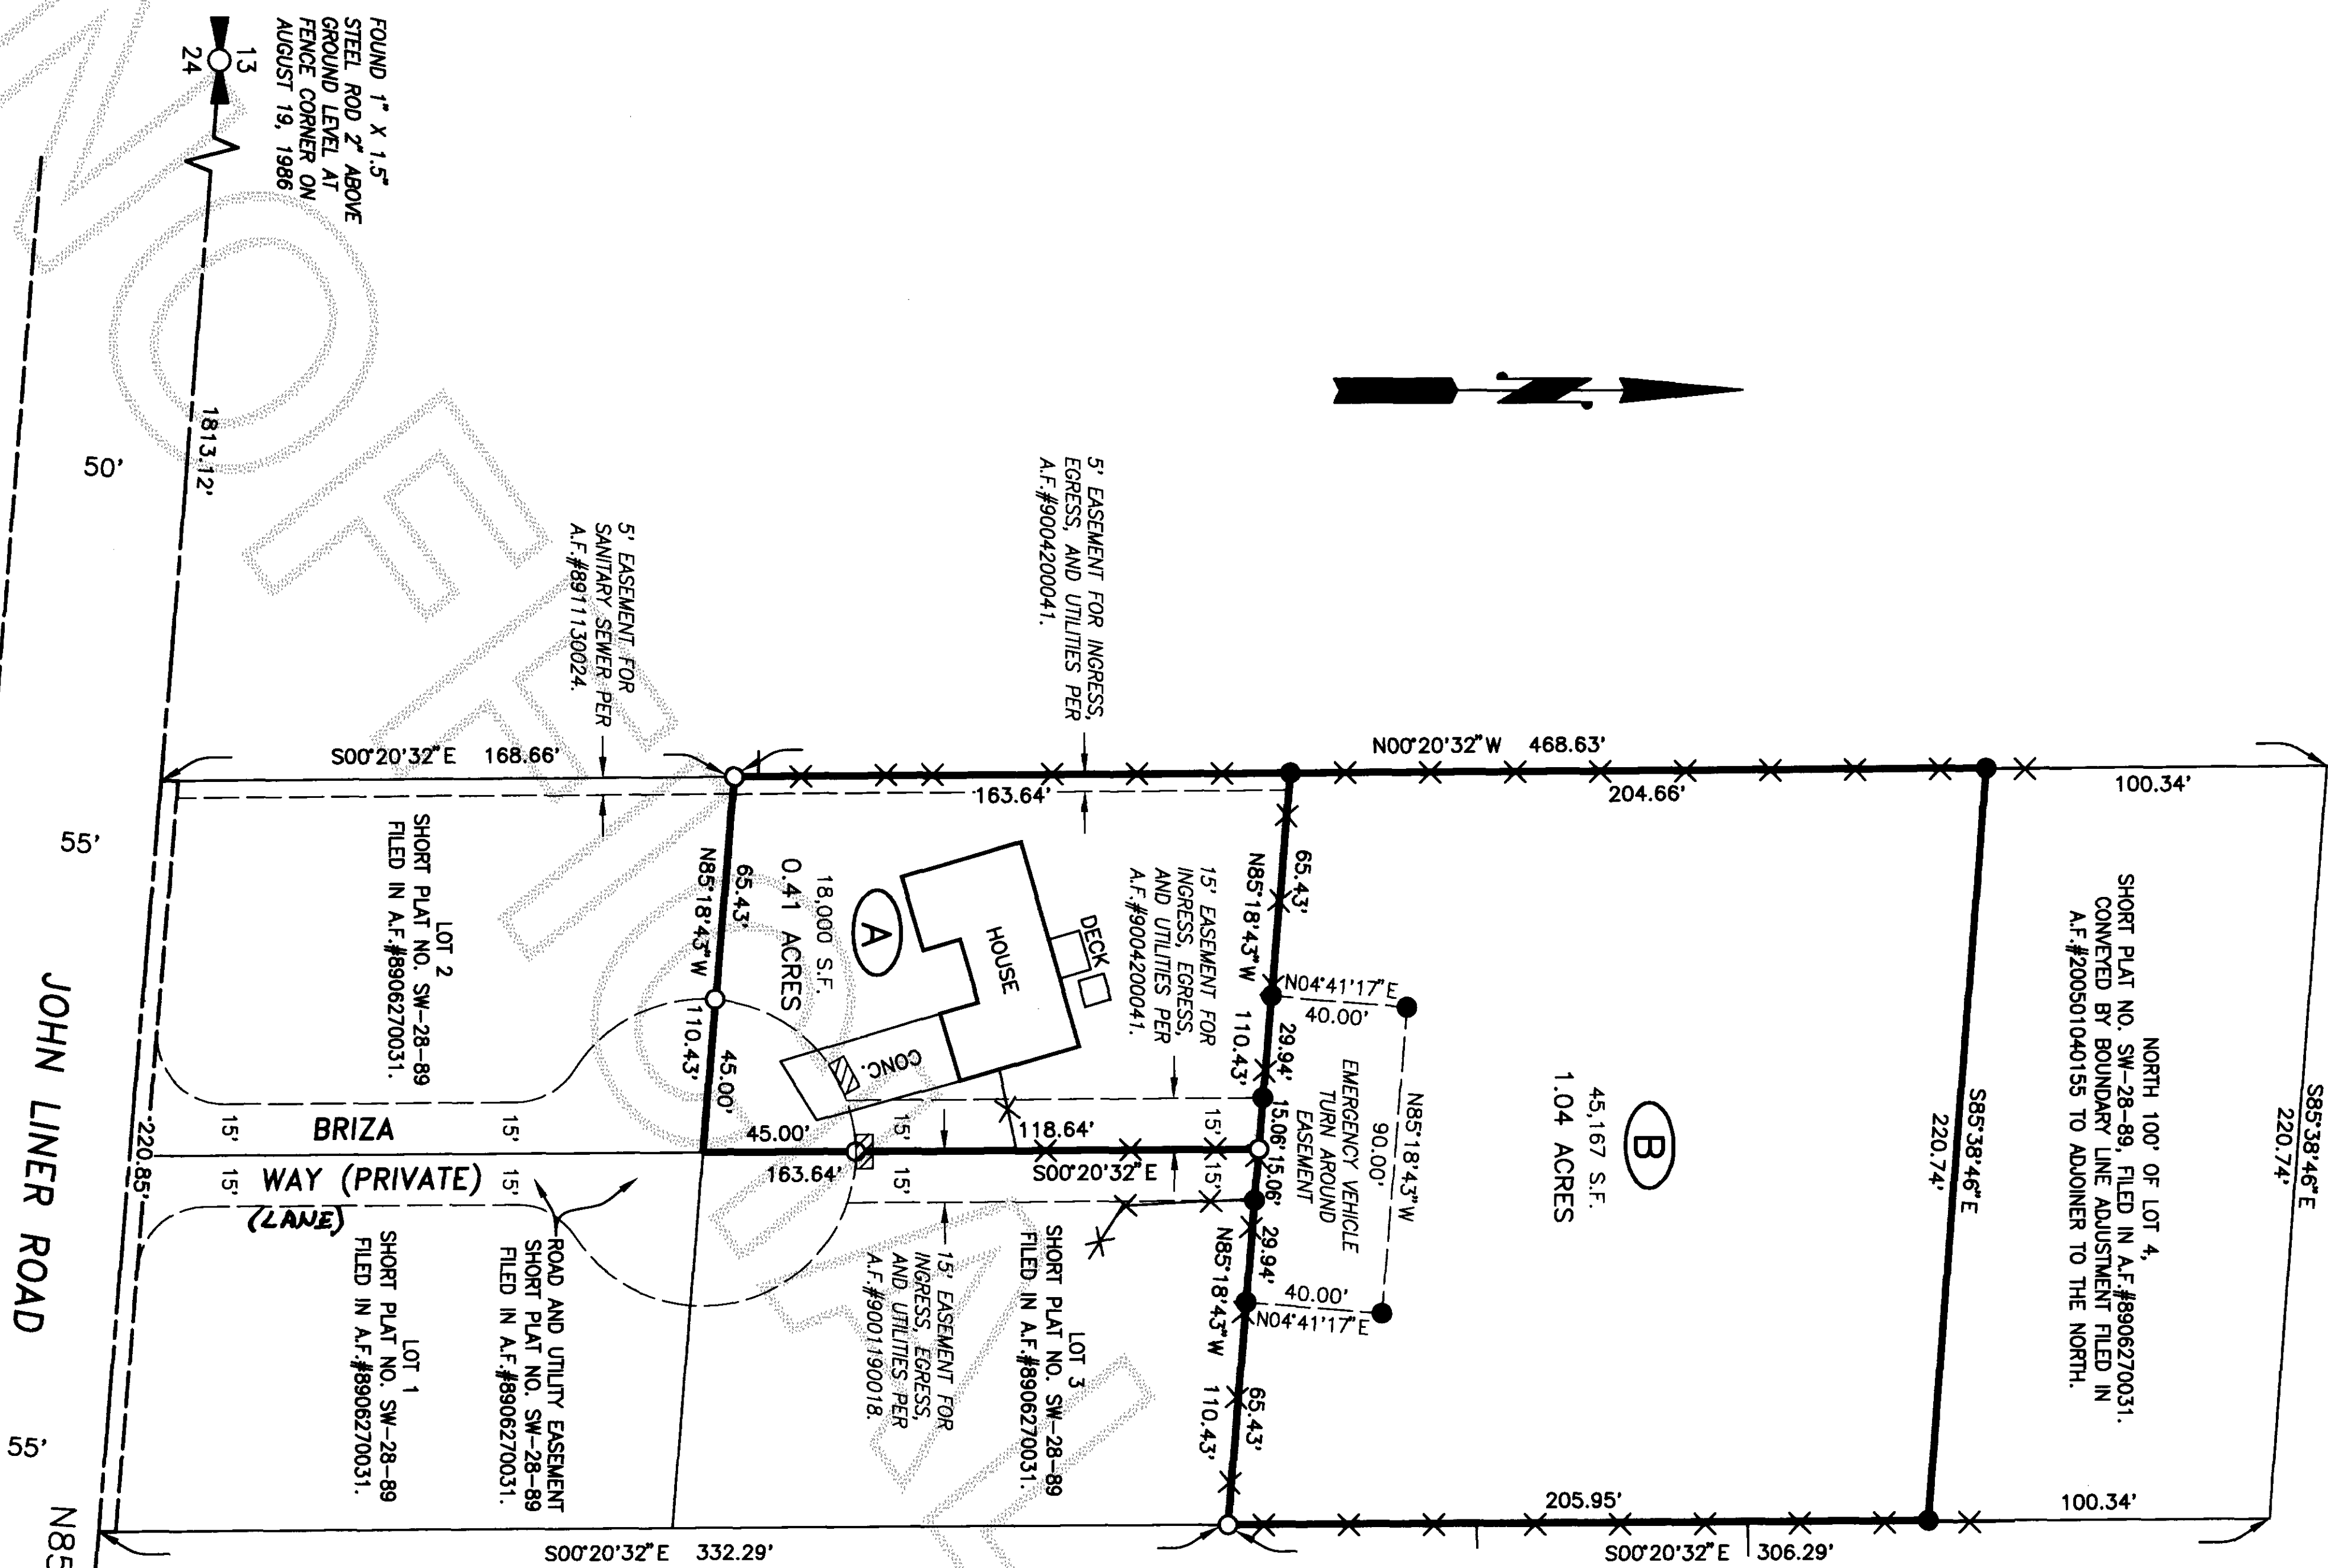 FOUND 1" X 1.5"
STEEL ROD 2" ABOVE
GROUND LEVEL AT
FENCE CORNER ON
AUGUST 19, 1986
13
24
1813.12'
50'
55'
55'
JOHN LINER ROAD
N85
5' EASEMENT FOR INGRESS,
EGRESS, AND UTILITIES PER
A.F.#9004200041.
5' EASEMENT FOR
SANITARY SEWER PER
A.F.#8911130024.
S00°20'32"E 168.66'
N00°20'32"W 468.63'
163.64'
204.66'
100.34'
S85°38'46"E
220.74'
NORTH 100' OF LOT 4,
SHORT PLAT NO. SW-28-89, FILED IN A.F.#8906270031.
CONVEYED BY BOUNDARY LINE ADJUSTMENT FILED IN
A.F.#200501040155 TO ADJOINER TO THE NORTH.
S85°38'46"E
220.74'
B
45,167 S.F.
1.04 ACRES
N85°18'43"W
90.00'
EMERGENCY VEHICLE
TURN AROUND
EASEMENT
N04°41'17"E
40.00'
40.00'
N04°41'17"E
65.43'
29.94'
15.06'
15.06'
29.94'
65.43'
N85°18'43"W 110.43'
N85°18'43"W 110.43'
15' EASEMENT FOR
INGRESS, EGRESS,
AND UTILITIES PER
A.F.#9004200041.
DECK
HOUSE
CONC.
A
18,000 S.F.
0.41 ACRES
65.43'
45.00'
N85°18'43"W 110.43'
LOT 2
SHORT PLAT NO. SW-28-89
FILED IN A.F.#8906270031.
45.00'
118.64'
163.64'
S00°20'32"E
15'
15'
15'
15'
BRIZA
WAY (PRIVATE)
(LANE)
15'
15'
15'
15'
220.85'
LOT 3
SHORT PLAT NO. SW-28-89
FILED IN A.F.#8906270031.
15' EASEMENT FOR
INGRESS, EGRESS,
AND UTILITIES PER
A.F.#9001190018.
ROAD AND UTILITY EASEMENT
SHORT PLAT NO. SW-28-89
FILED IN A.F.#8906270031.
LOT 1
SHORT PLAT NO. SW-28-89
FILED IN A.F.#8906270031.
S00°20'32"E 332.29'
205.95'
100.34'
S00°20'32"E 306.29'